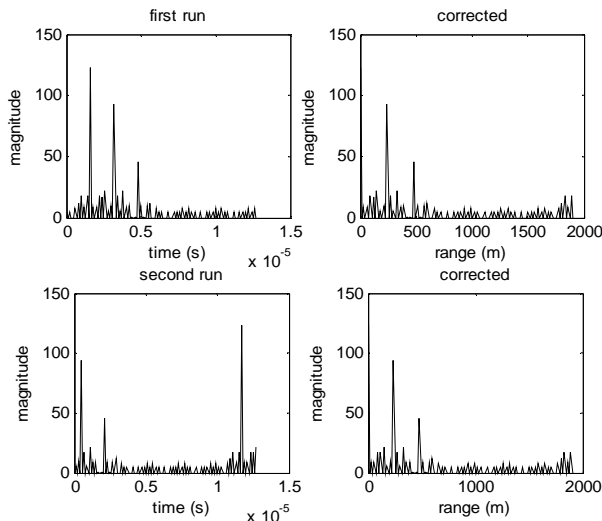 first run
150
100
50
0
magnitude
0 0.5 1 1.5
time (s)
x 10-5
corrected
150
100
50
0
magnitude
0 500 1000 1500 2000
range (m)
second run
150
100
50
0
magnitude
0 0.5 1 1.5
time (s)
x 10-5
corrected
150
100
50
0
magnitude
0 1000 2000
range (m)